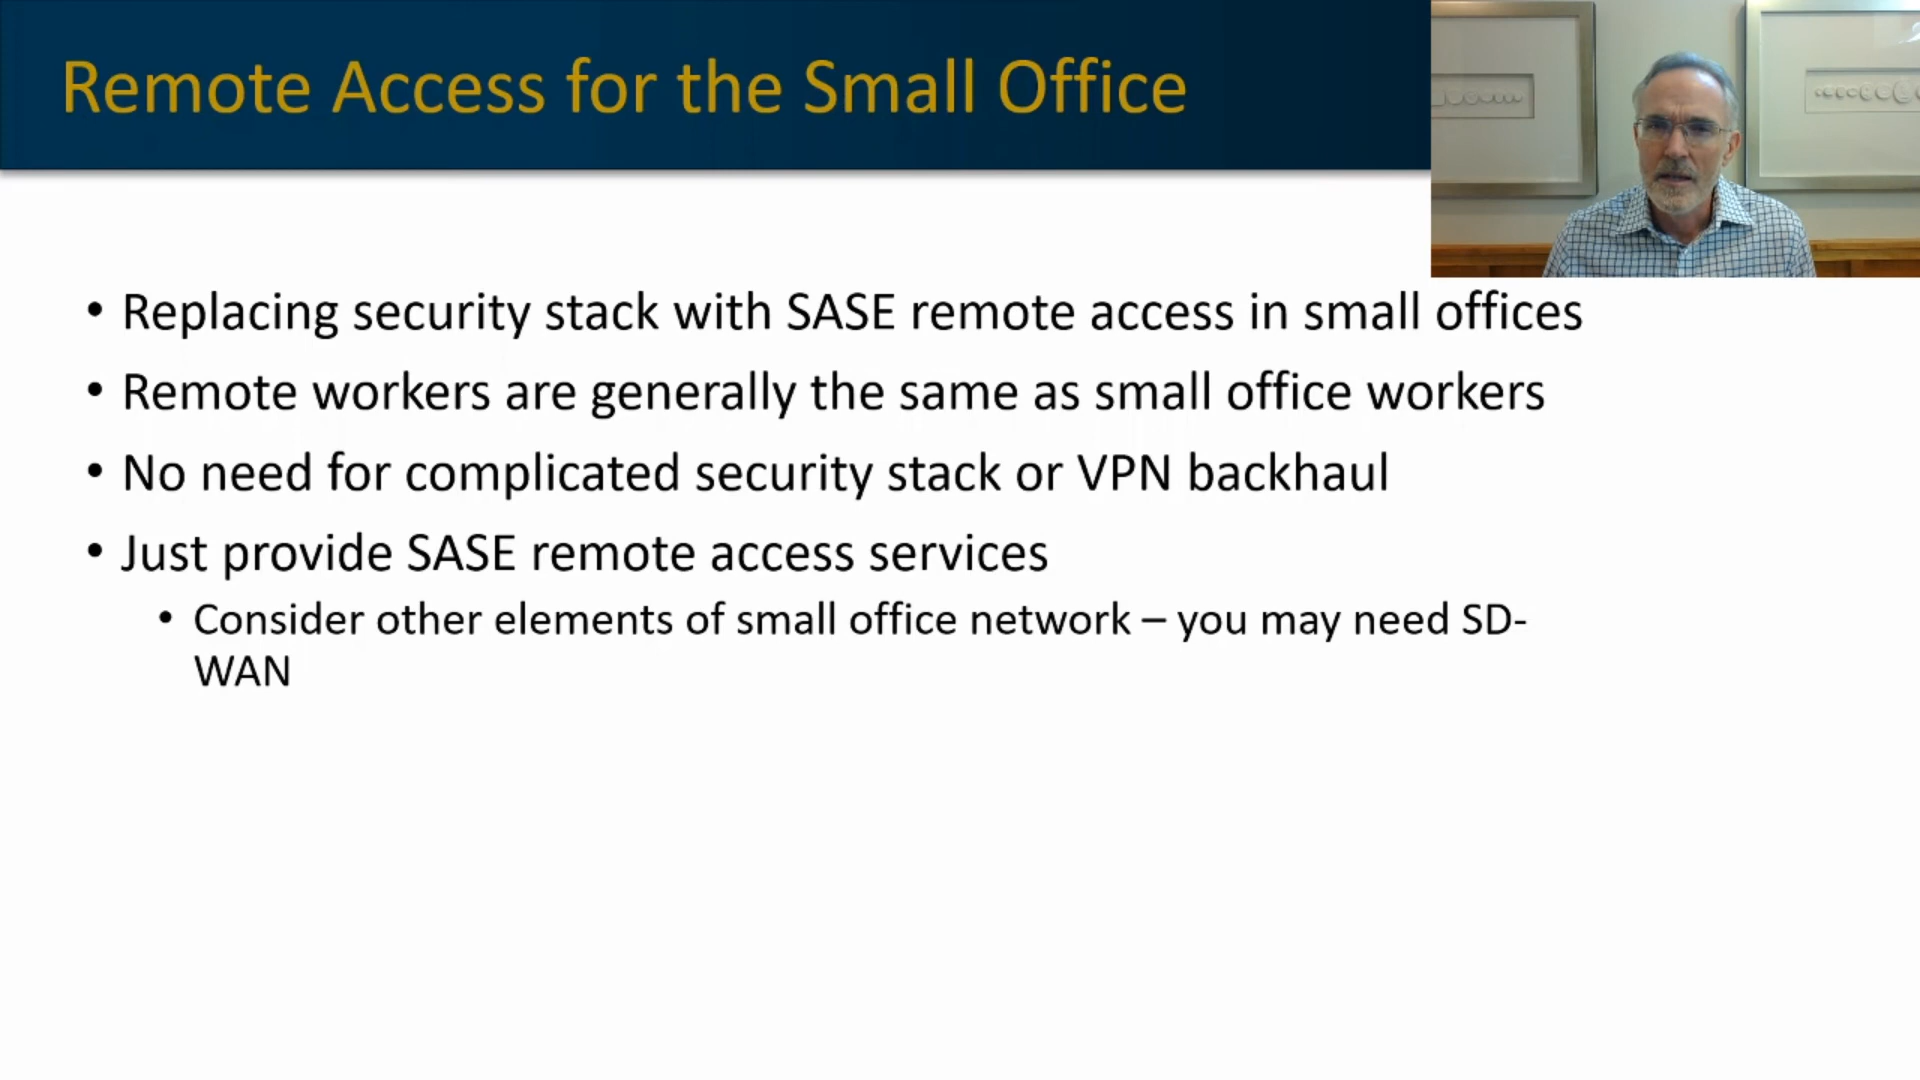 Remote Access for the Small Office
• Replacing security stack with SASE remote access in small offices
• Remote workers are generally the same as small office workers
• No need for complicated security stack or VPN backhaul
• Just provide SASE remote access services
• Consider other elements of small office network – you may need SD-
WAN